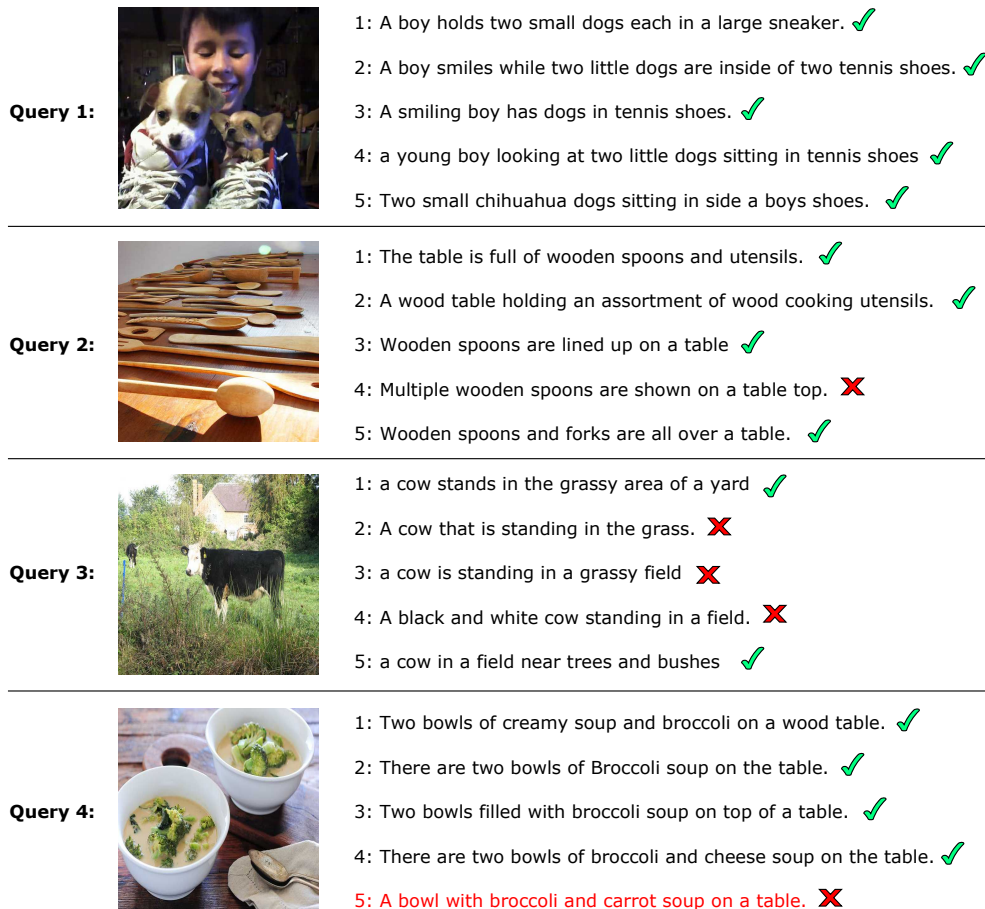 1: A boy holds two small dogs each in a large sneaker.
2: A boy smiles while two little dogs are inside of two tennis shoes.
Query 1:
3: A smiling boy has dogs in tennis shoes.
4: a young boy looking at two little dogs sitting in tennis shoes
5: Two small chihuahua dogs sitting in side a boys shoes.
1: The table is full of wooden spoons and utensils.
2: A wood table holding an assortment of wood cooking utensils.
Query 2:
3: Wooden spoons are lined up on a table
4: Multiple wooden spoons are shown on a table top.
5: Wooden spoons and forks are all over a table.
1: a cow stands in the grassy area of a yard
2: A cow that is standing in the grass.
Query 3:
3: a cow is standing in a grassy field
4: A black and white cow standing in a field.
5: a cow in a field near trees and bushes
1: Two bowls of creamy soup and broccoli on a wood table.
2: There are two bowls of Broccoli soup on the table.
Query 4:
3: Two bowls filled with broccoli soup on top of a table.
4: There are two bowls of broccoli and cheese soup on the table.
5: A bowl with broccoli and carrot soup on a table.